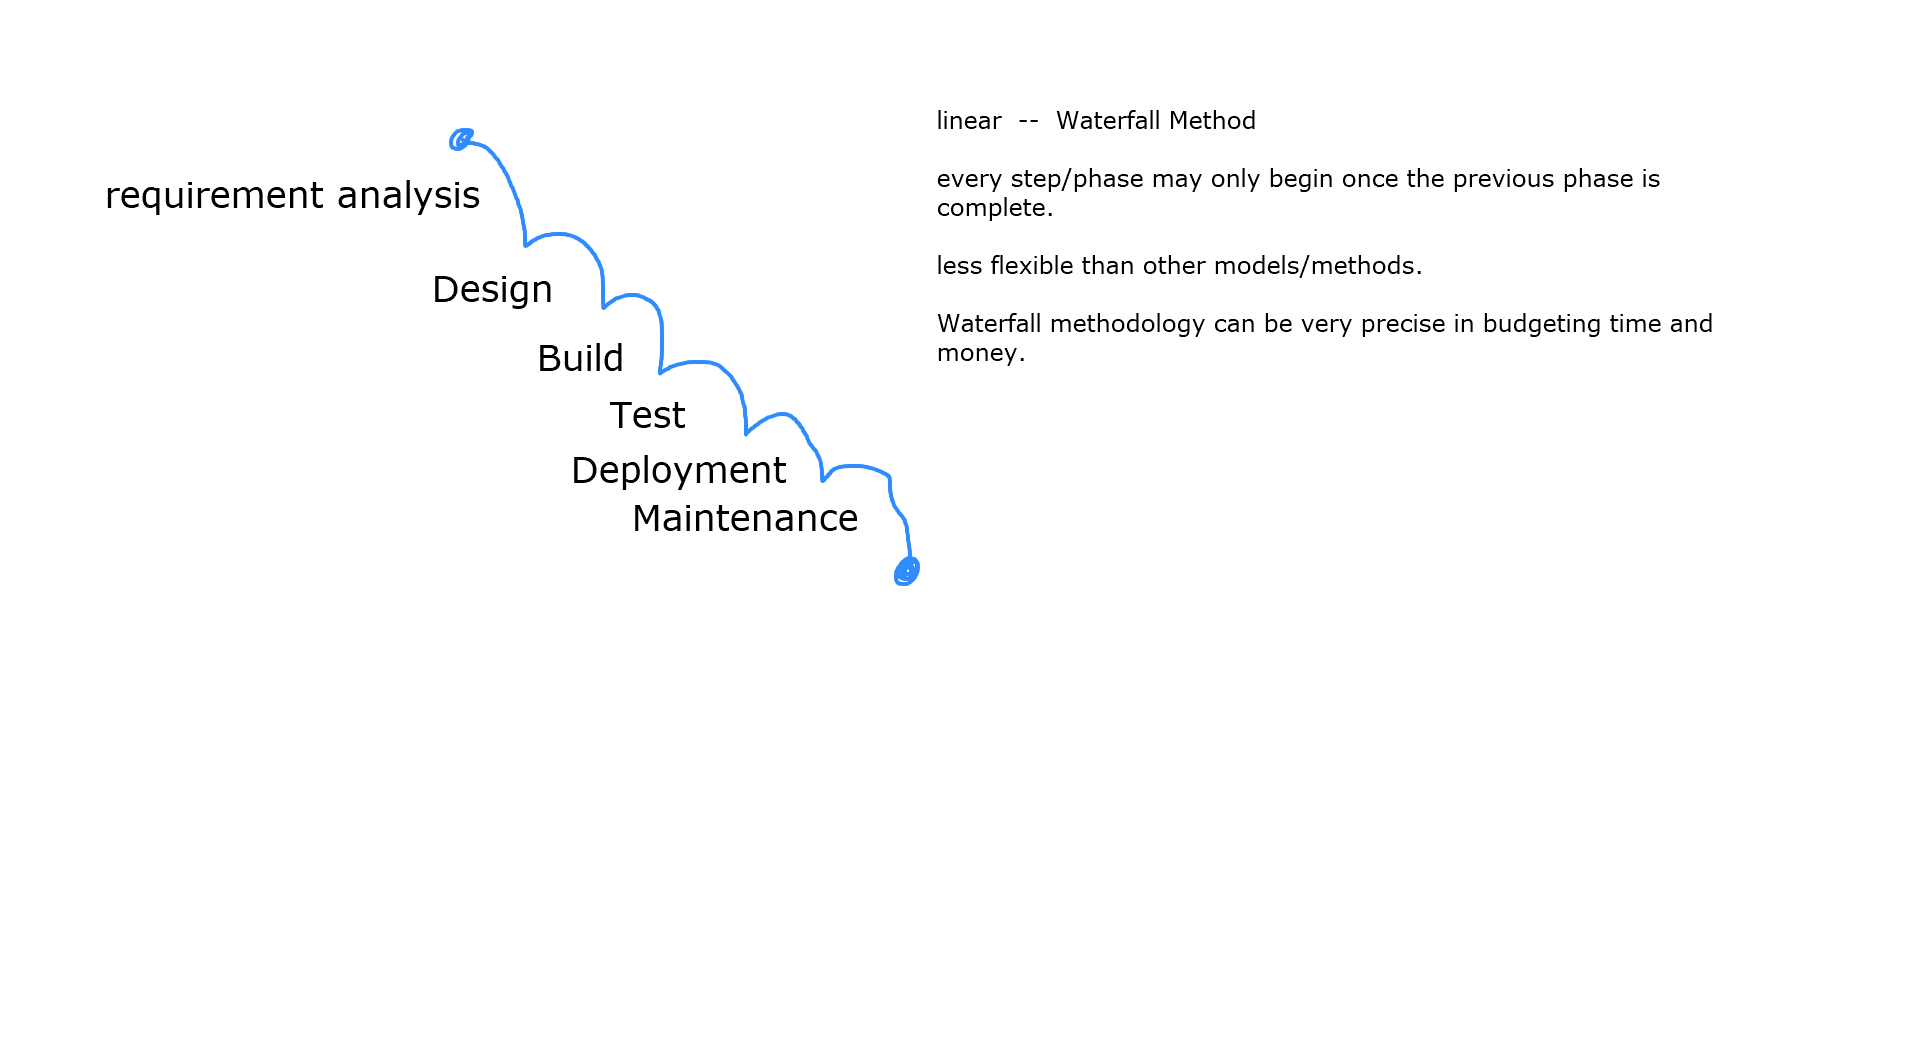 requirement analysis
Design
Build
Test
Deployment
Maintenance
linear -- Waterfall Method
every step/phase may only begin once the previous phase is
complete.
less flexible than other models/methods.
Waterfall methodology can be very precise in budgeting time and
money.